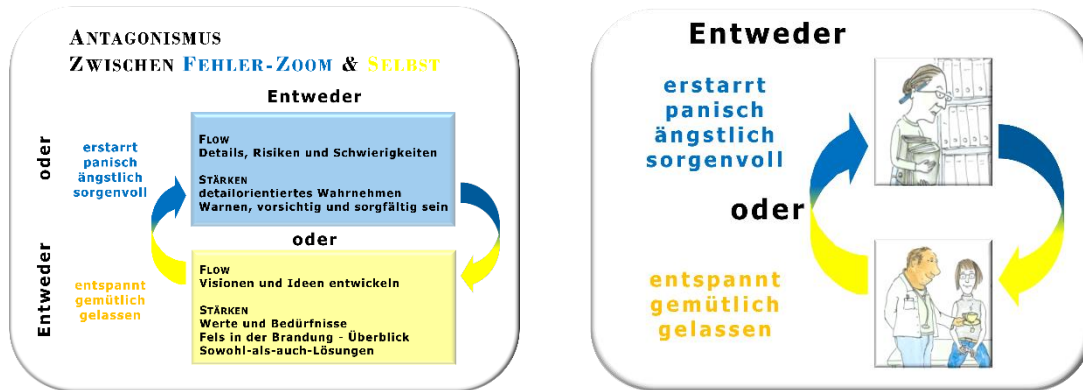 ANTAGONISMUS
ZWISCHEN FEHLER-ZOOM & SELBST
Entweder
oder
erstarrt
panisch
ängstlich
sorgenvoll
FLOW
Details, Risiken und Schwierigkeiten
STÄRKEN
detailorientiertes Wahrnehmen
Warnen, vorsichtig und sorgfältig sein
oder
Entweder
entspannt
gemütlich
gelassen
FLOW
Visionen und Ideen entwickeln
STÄRKEN
Werte und Bedürfnisse
Fels in der Brandung - Überblick
Sowohl-als-auch-Lösungen
Entweder
erstarrt
panisch
ängstlich
sorgenvoll
oder
entspannt
gemütlich
gelassen